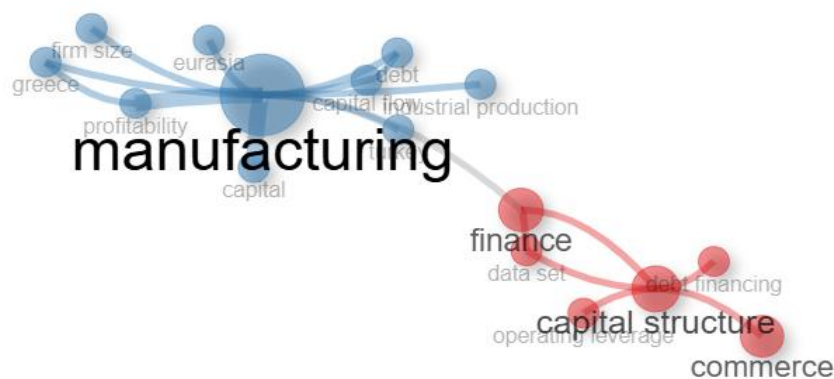 firm size
eurasia
greece
debt
capital flow
industrial production
profitability
turkey
manufacturing
capital
finance
data set
debt financing
capital structure
operating leverage
commerce